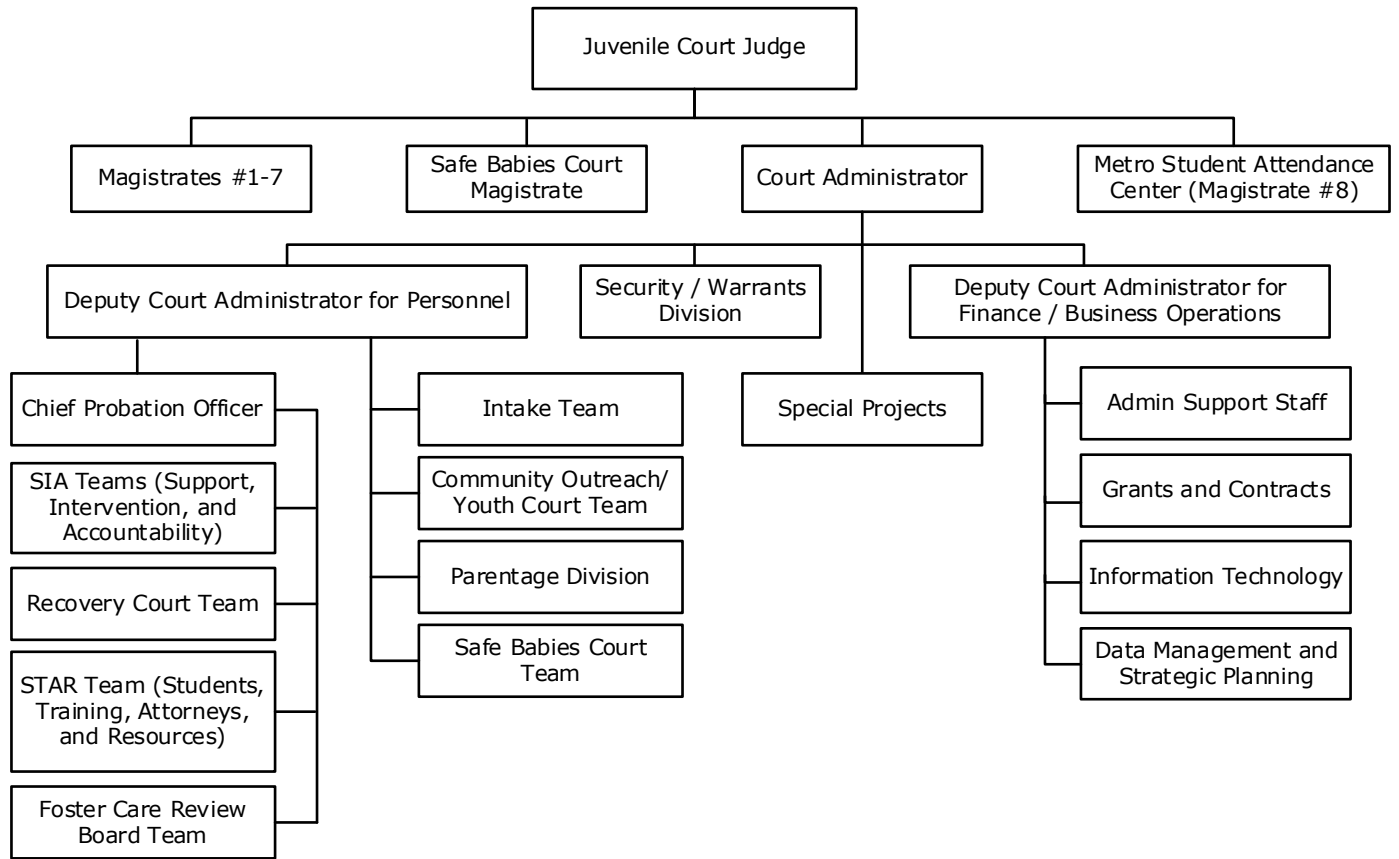 Juvenile Court Judge
Magistrates #1-7
Safe Babies Court
Magistrate
Court Administrator
Metro Student Attendance
Center (Magistrate #8)
Deputy Court Administrator for Personnel
Security / Warrants
Division
Deputy Court Administrator for
Finance / Business Operations
Chief Probation Officer
SIA Teams (Support,
Intervention, and
Accountability)
Recovery Court Team
STAR Team (Students,
Training, Attorneys,
and Resources)
Foster Care Review
Board Team
Intake Team
Community Outreach/
Youth Court Team
Parentage Division
Safe Babies Court
Team
Special Projects
Admin Support Staff
Grants and Contracts
Information Technology
Data Management and
Strategic Planning